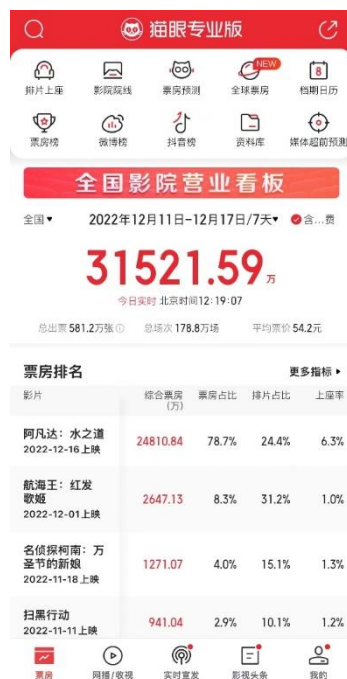 猫眼专业版
排片上座 影院院线 票房预测 全球票房 NEW 档期日历 8
票房榜 微博榜 抖音榜 资料库 媒体超前预测
全国影院营业看板
全国▼ 2022年12月11日-12月17日/7天▼ 含...费
31521.59万
今日实时 北京时间12:19:07
总出票 581.2万张 总场次 178.8万场 平均票价 54.2元
票房排名 更多指标
影片 综合票房(万) 票房占比 排片占比 上座率
阿凡达：水之道 24810.84 78.7% 24.4% 6.3%
2022-12-16上映
航海王：红发歌姬 2647.13 8.3% 31.2% 1.0%
2022-12-01上映
名侦探柯南：万圣节的新娘 1271.07 4.0% 15.1% 1.3%
2022-11-18上映
扫黑行动 941.04 2.9% 10.1% 1.2%
2022-11-11上映
票房 网播/收视 实时宣发 影视头条 我的